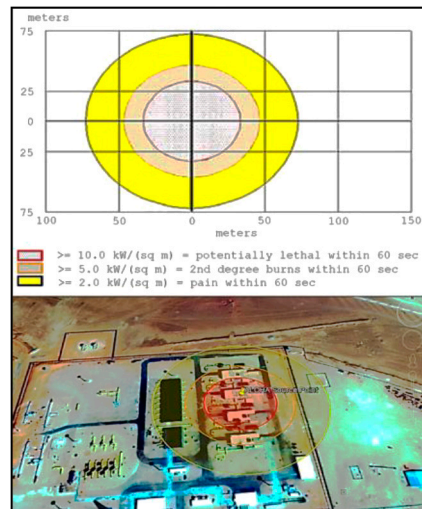 meters
75
25
0
25
75
100 50 0 50 100 150
meters
>= 10.0 kW/(sq m) = potentially lethal within 60 sec
>= 5.0 kW/(sq m) = 2nd degree burns within 60 sec
>= 2.0 kW/(sq m) = pain within 60 sec